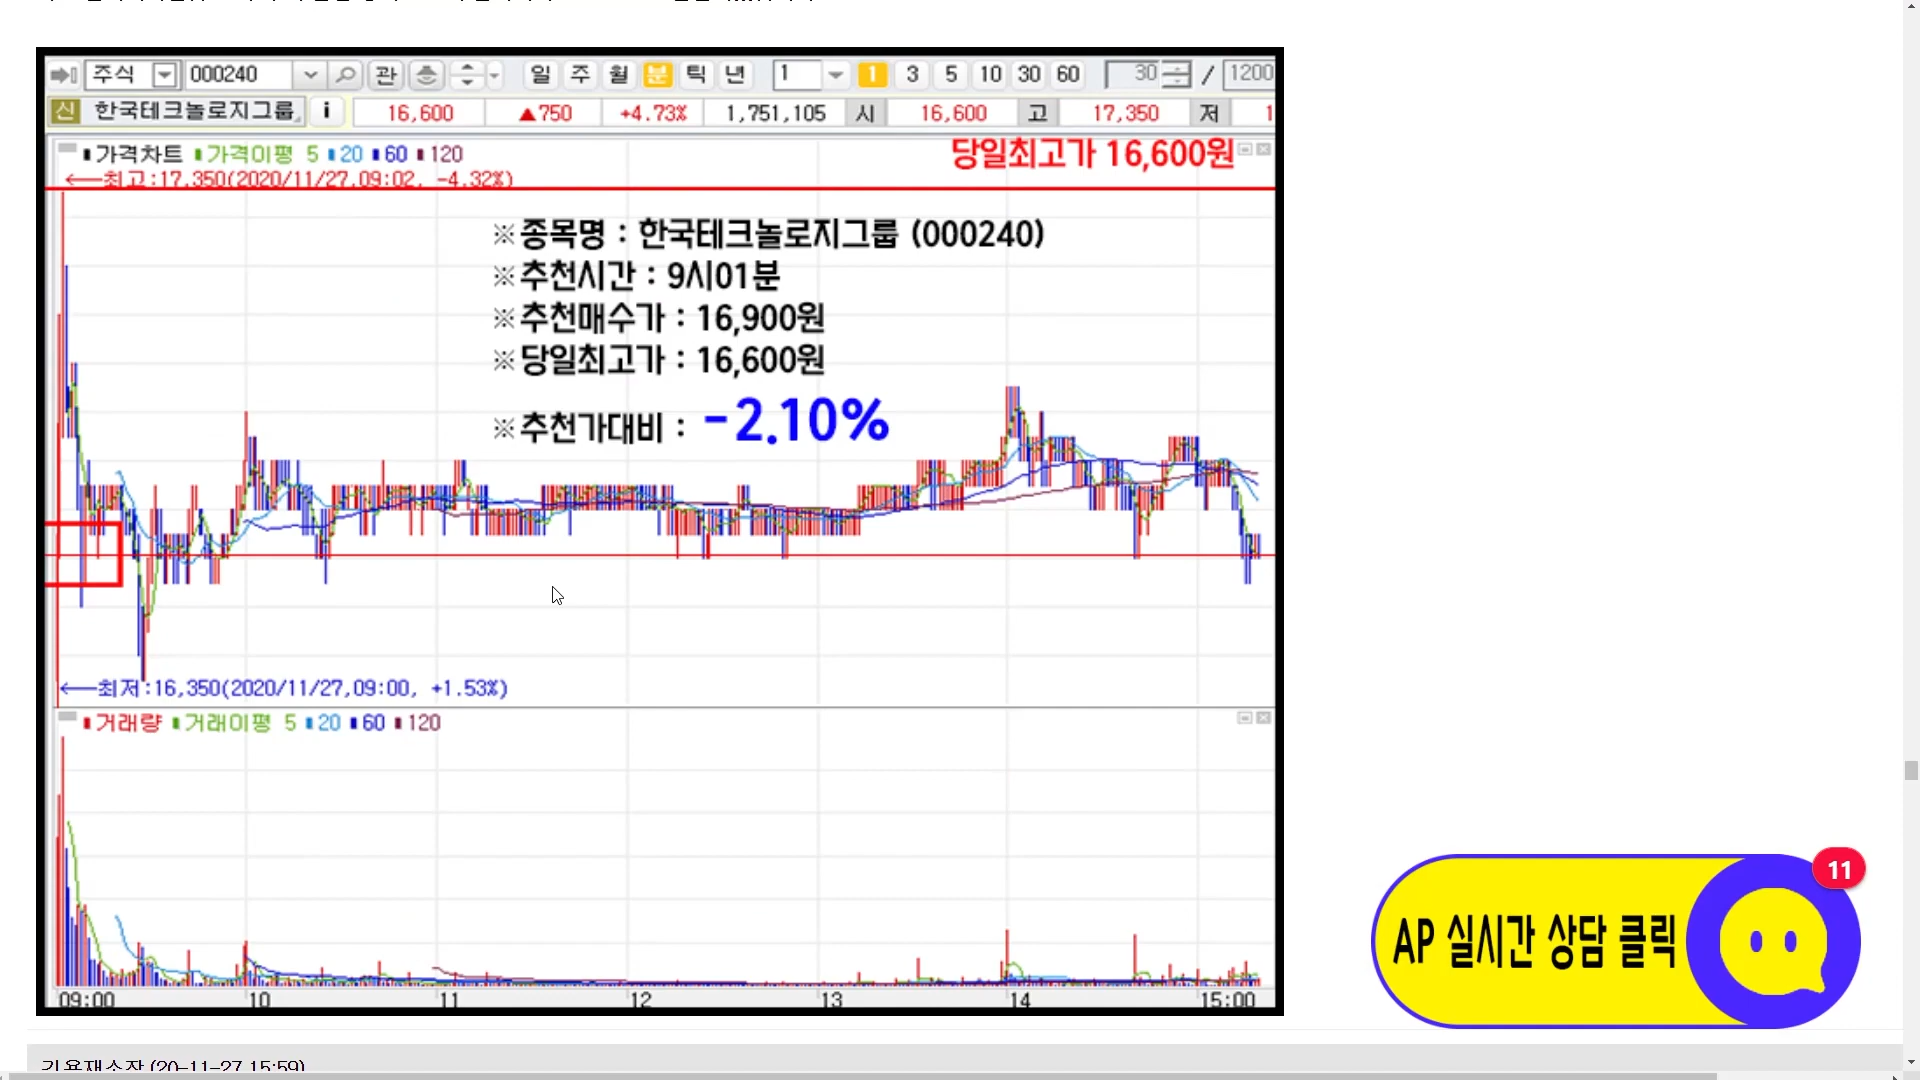 주식 000240 관 일 주 월 분 틱 년 1 1 3 5 10 30 60 30 / 1200
신 한국테크놀로지그룹 i 16,600 ▲750 +4.73% 1,751,105 시 16,600 고 17,350 저 1
가격차트 가격이평 5 20 60 120
당일최고가 16,600원
←최고:17,350(2020/11/27,09:02, -4.32%)
※종목명 : 한국테크놀로지그룹 (000240)
※추천시간 : 9시01분
※추천매수가 : 16,900원
※당일최고가 : 16,600원
※추천가대비 : -2.10%
←최저:16,350(2020/11/27,09:00, +1.53%)
거래량 거래이평 5 20 60 120
09:00 10 11 12 13 14 15:00
11
AP 실시간 상담 클릭
(20-11-27 15:59)